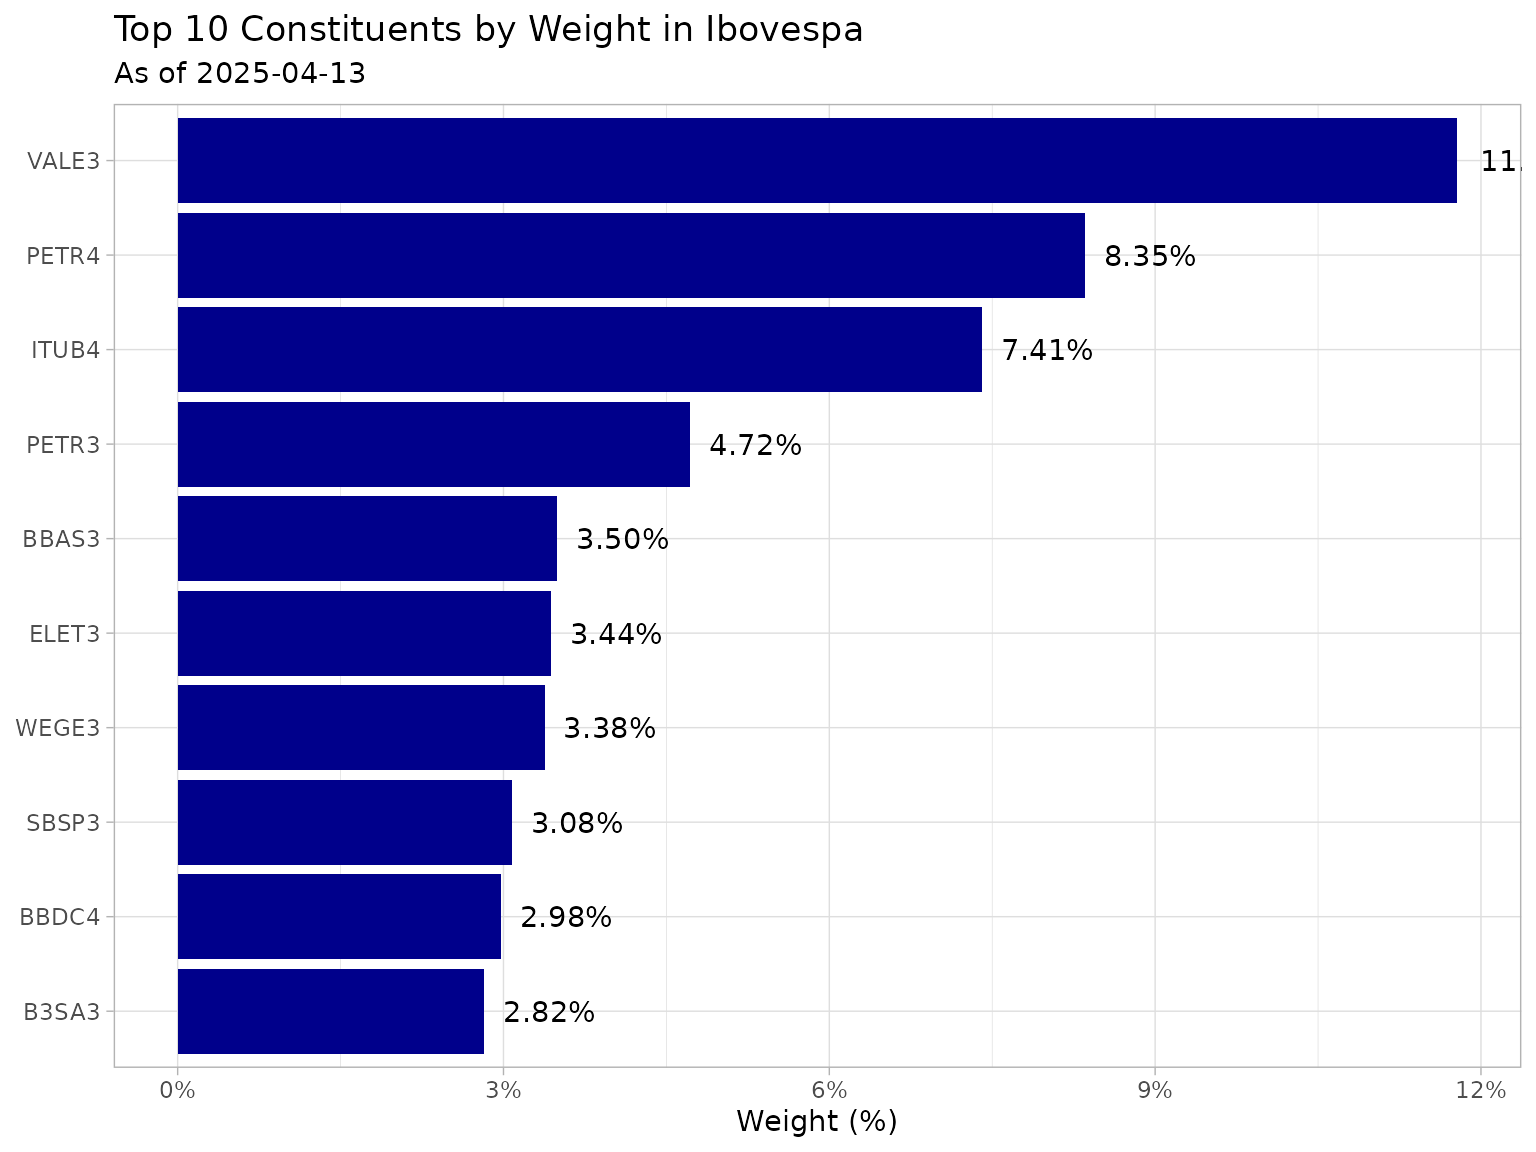 Top 10 Constituents by Weight in Ibovespa
As of 2025-04-13
VALE3 11.
PETR4 8.35%
ITUB4 7.41%
PETR3 4.72%
BBAS3 3.50%
ELET3 3.44%
WEGE3 3.38%
SBSP3 3.08%
BBDC4 2.98%
B3SA3 2.82%
0% 3% 6% 9% 12%
Weight (%)